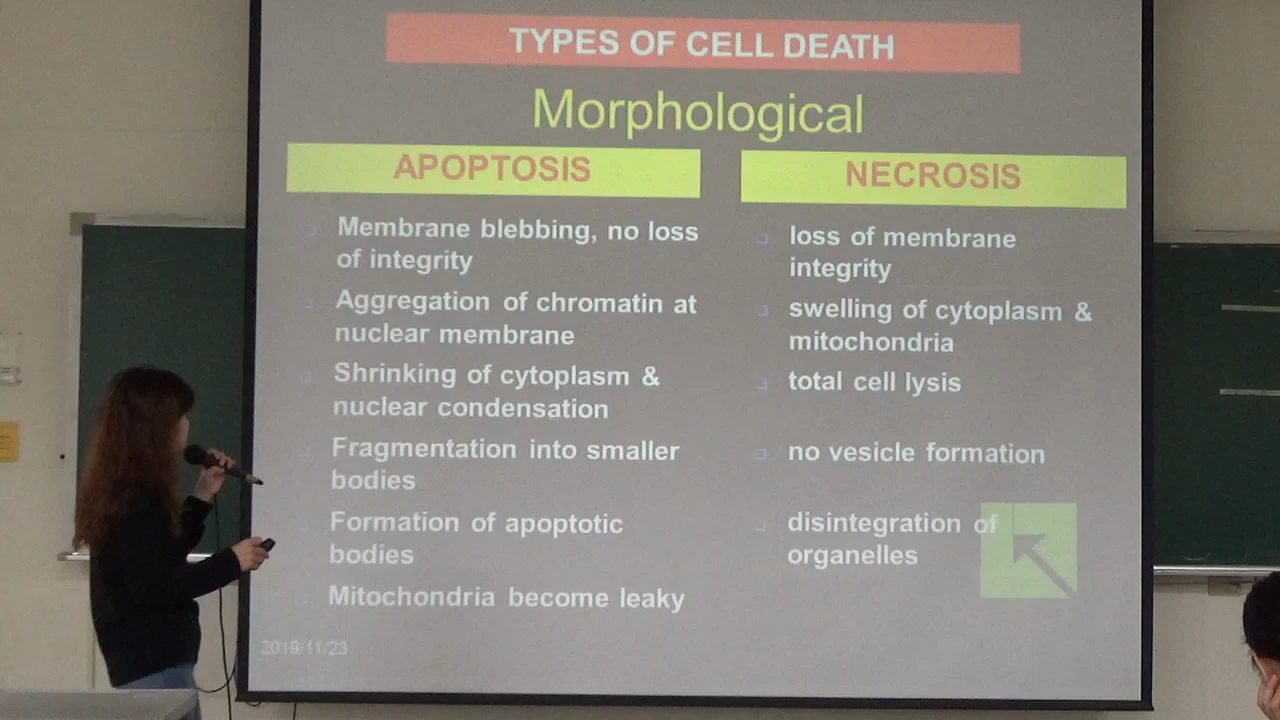 TYPES OF CELL DEATH
Morphological
APOPTOSIS
Membrane blebbing, no loss
of integrity
Aggregation of chromatin at
nuclear membrane
Shrinking of cytoplasm &
nuclear condensation
Fragmentation into smaller
bodies
Formation of apoptotic
bodies
Mitochondria become leaky
NECROSIS
loss of membrane
integrity
swelling of cytoplasm &
mitochondria
total cell lysis
no vesicle formation
disintegration of
organelles
2019/11/23